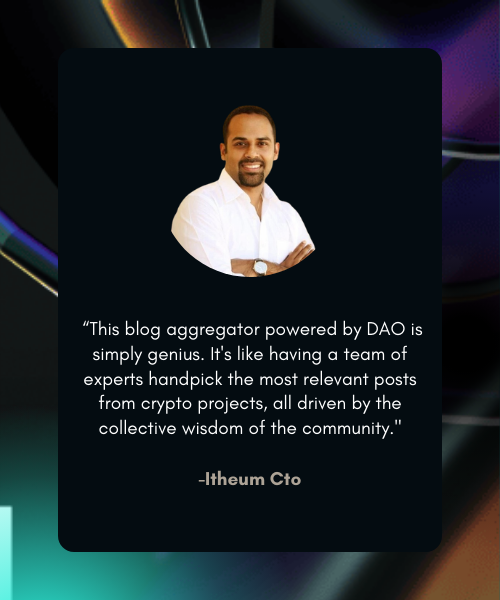 “This blog aggregator powered by DAO is
simply genius. It's like having a team of
experts handpick the most relevant posts
from crypto projects, all driven by the
collective wisdom of the community."
-Itheum Cto